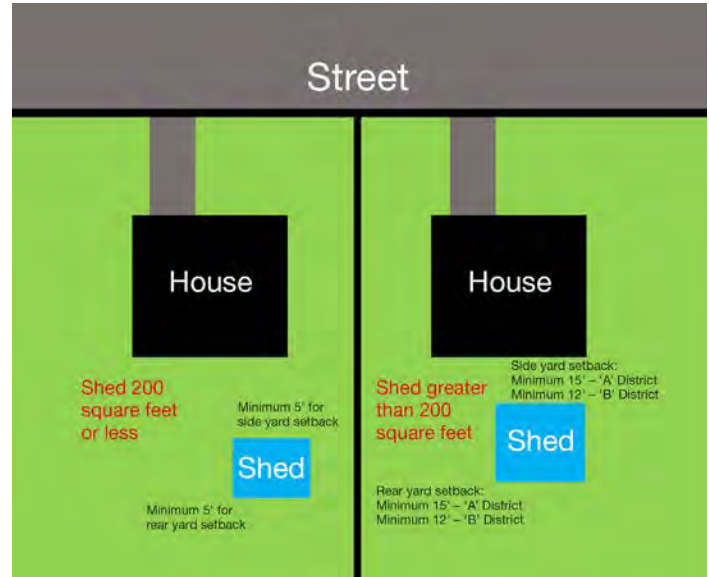 Street
House
Shed 200
square feet
or less
Minimum 5' for
side yard setback
Shed
Minimum 5' for
rear yard setback
House
Side yard setback:
Minimum 15' – 'A' District
Minimum 12' – 'B' District
Shed greater
than 200
square feet
Shed
Rear yard setback:
Minimum 15' – 'A' District
Minimum 12' – 'B' District